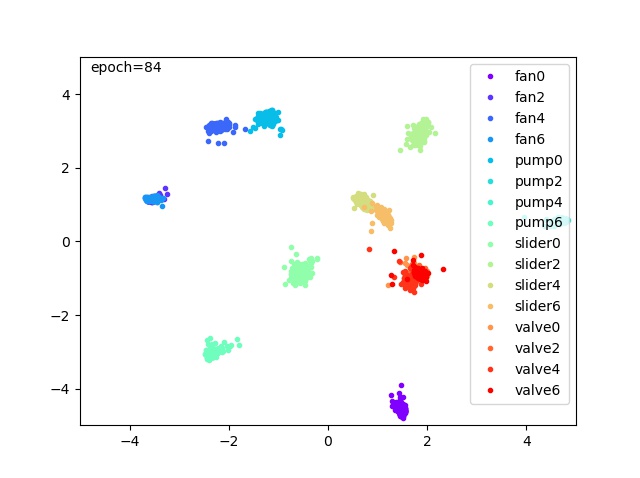 epoch=84
fan0
fan2
fan4
fan6
pump0
pump2
pump4
pump6
slider0
slider2
slider4
slider6
valve0
valve2
valve4
valve6
4
2
0
−2
−4
−4 −2 0 2 4